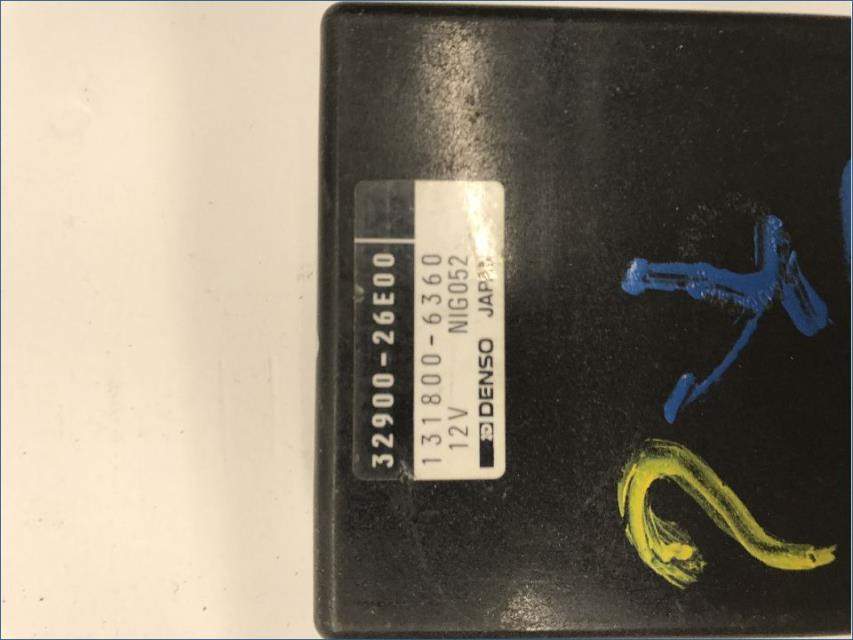 32900-26E00
131800-6360
12V NIG052
DENSO JAPAN